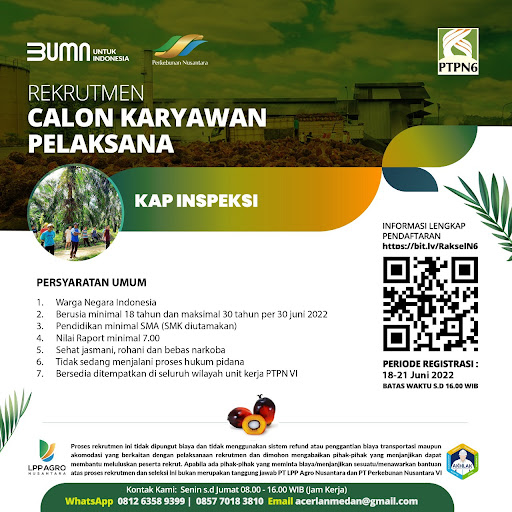 BUMN UNTUK
INDONESIA
Perkebunan Nusantara
PTPN6
REKRUTMEN
CALON KARYAWAN
PELAKSANA
KAP INSPEKSI
INFORMASI LENGKAP
PENDAFTARAN
https://bit.lv/RakselN6
PERSYARATAN UMUM
1. Warga Negara Indonesia
2. Berusia minimal 18 tahun dan maksimal 30 tahun per 30 juni 2022
3. Pendidikan minimal SMA (SMK diutamakan)
4. Nilai Raport minimal 7.00
5. Sehat jasmani, rohani dan bebas narkoba
6. Tidak sedang menjalani proses hukum pidana
7. Bersedia ditempatkan di seluruh wilayah unit kerja PTPN VI
PERIODE REGISTRASI :
18-21 Juni 2022
BATAS WAKTU S.D 16.00 WIB
LPP AGRO
NUSANTARA
Proses rekrutmen ini tidak dipungut biaya dan tidak menggunakan sistem refund atau penggantian biaya transportasi maupun
akomodasi yang berkaitan dengan pelaksanaan rekrutmen dan dimohon mengabaikan pihak-pihak yang menjanjikan dapat
membantu meluluskan peserta rekrut. Apabila ada pihak-pihak yang meminta biaya/menjanjikan sesuatu/menawarkan bantuan
atas proses rekrutmen dan seleksi ini bukan merupakan tanggung jawab PT LPP Agro Nusantara dan PT Perkebunan Nusantara VI
AKHLAK
Kontak Kami: Senin s.d Jumat 08.00 - 16.00 WIB (Jam Kerja)
WhatsApp 0812 6358 9399 | 0857 7018 3810 Email acerlanmedan@gmail.com